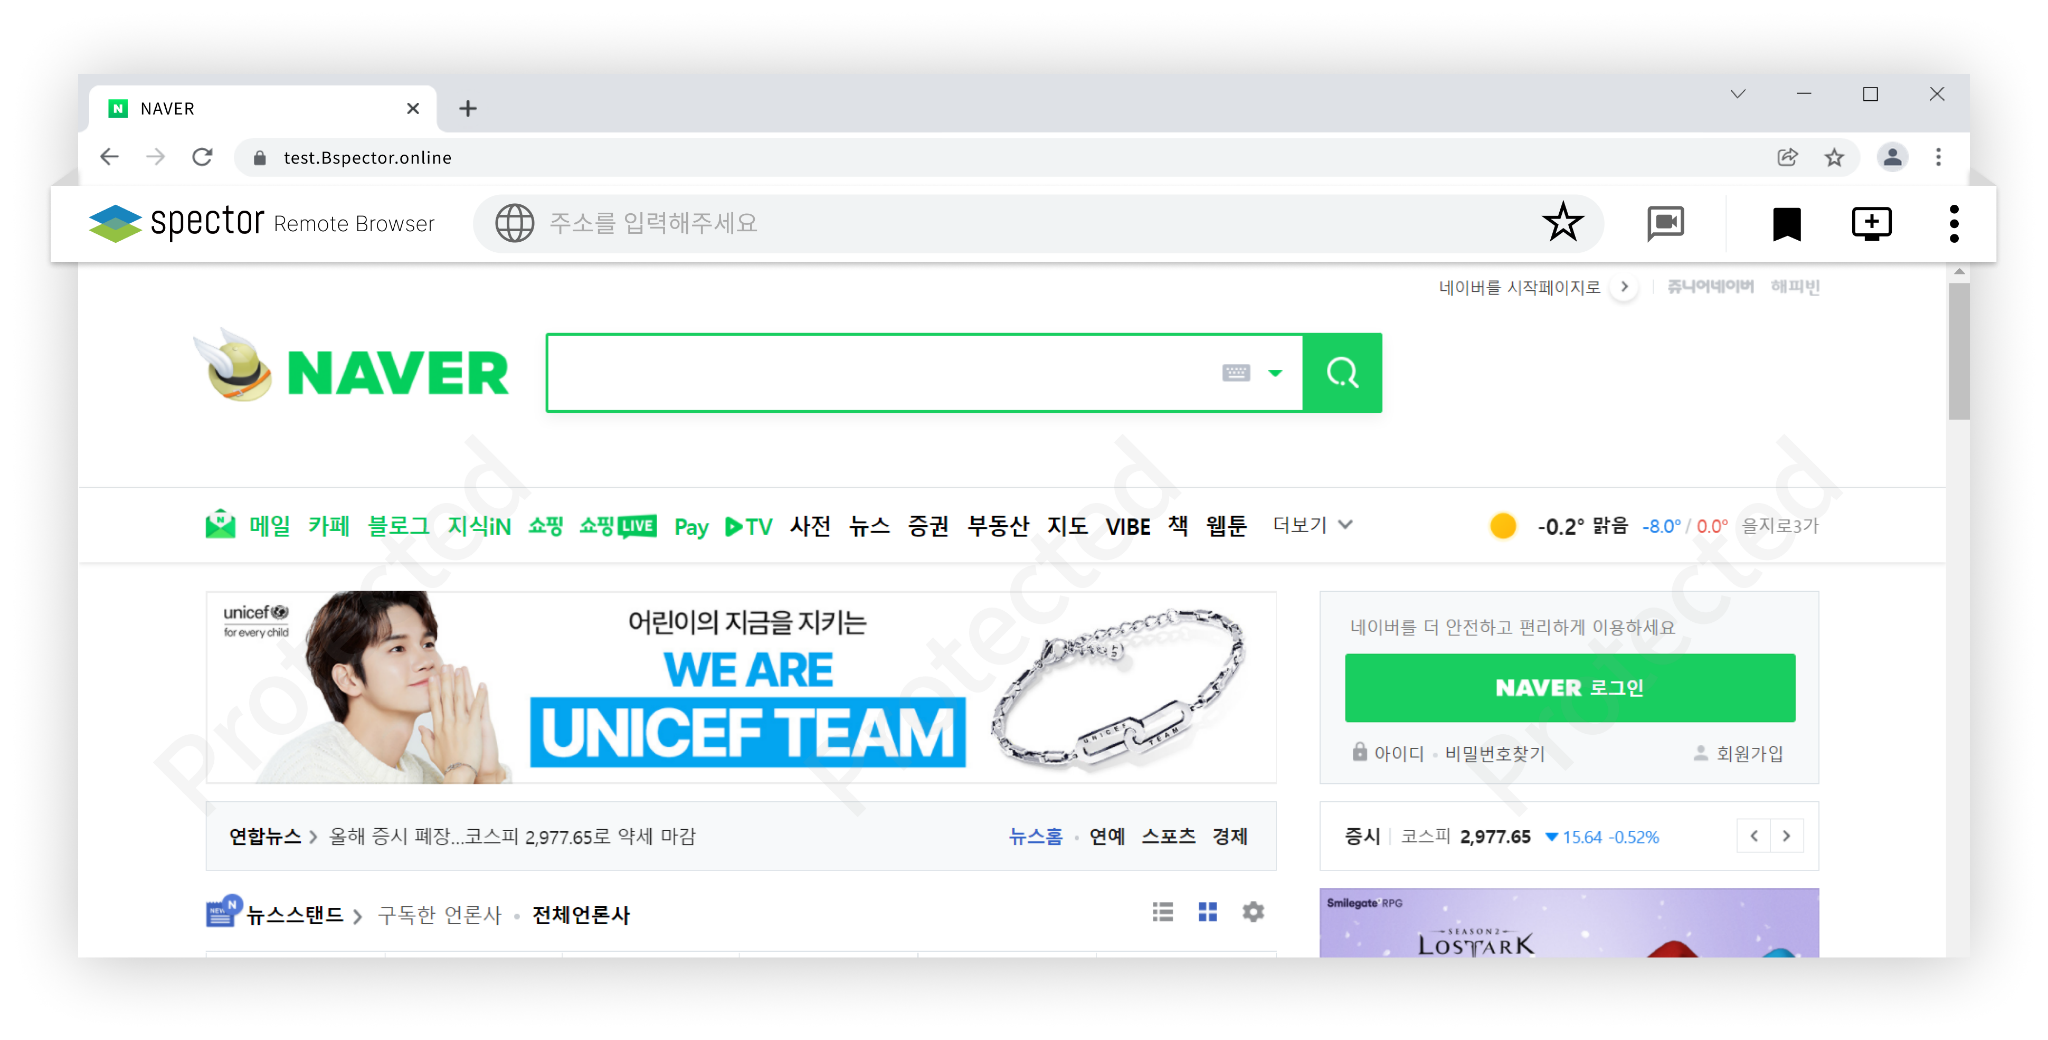 NAVER
test.Bspector.online
spector Remote Browser 주소를 입력해주세요
네이버를 시작페이지로 쥬니어네이버 해피빈
NAVER
메일 카페 블로그 지식iN 쇼핑 쇼핑LIVE Pay TV 사전 뉴스 증권 부동산 지도 VIBE 책 웹툰 더보기 -0.2° 맑음 -8.0° / 0.0° 을지로3가
unicef
for every child
어린이의 지금을 지키는
WE ARE
UNICEF TEAM
UNICEF TEAM
네이버를 더 안전하고 편리하게 이용하세요
NAVER 로그인
아이디 · 비밀번호찾기 회원가입
연합뉴스 올해 증시 폐장...코스피 2,977.65로 약세 마감 뉴스홈 · 연예 스포츠 경제
증시 코스피 2,977.65 ▼ 15.64 -0.52%
NEW N 뉴스스탠드 구독한 언론사 · 전체언론사
Smilegate RPG
SEASON 2
LOST ARK
Protected Protected Protected